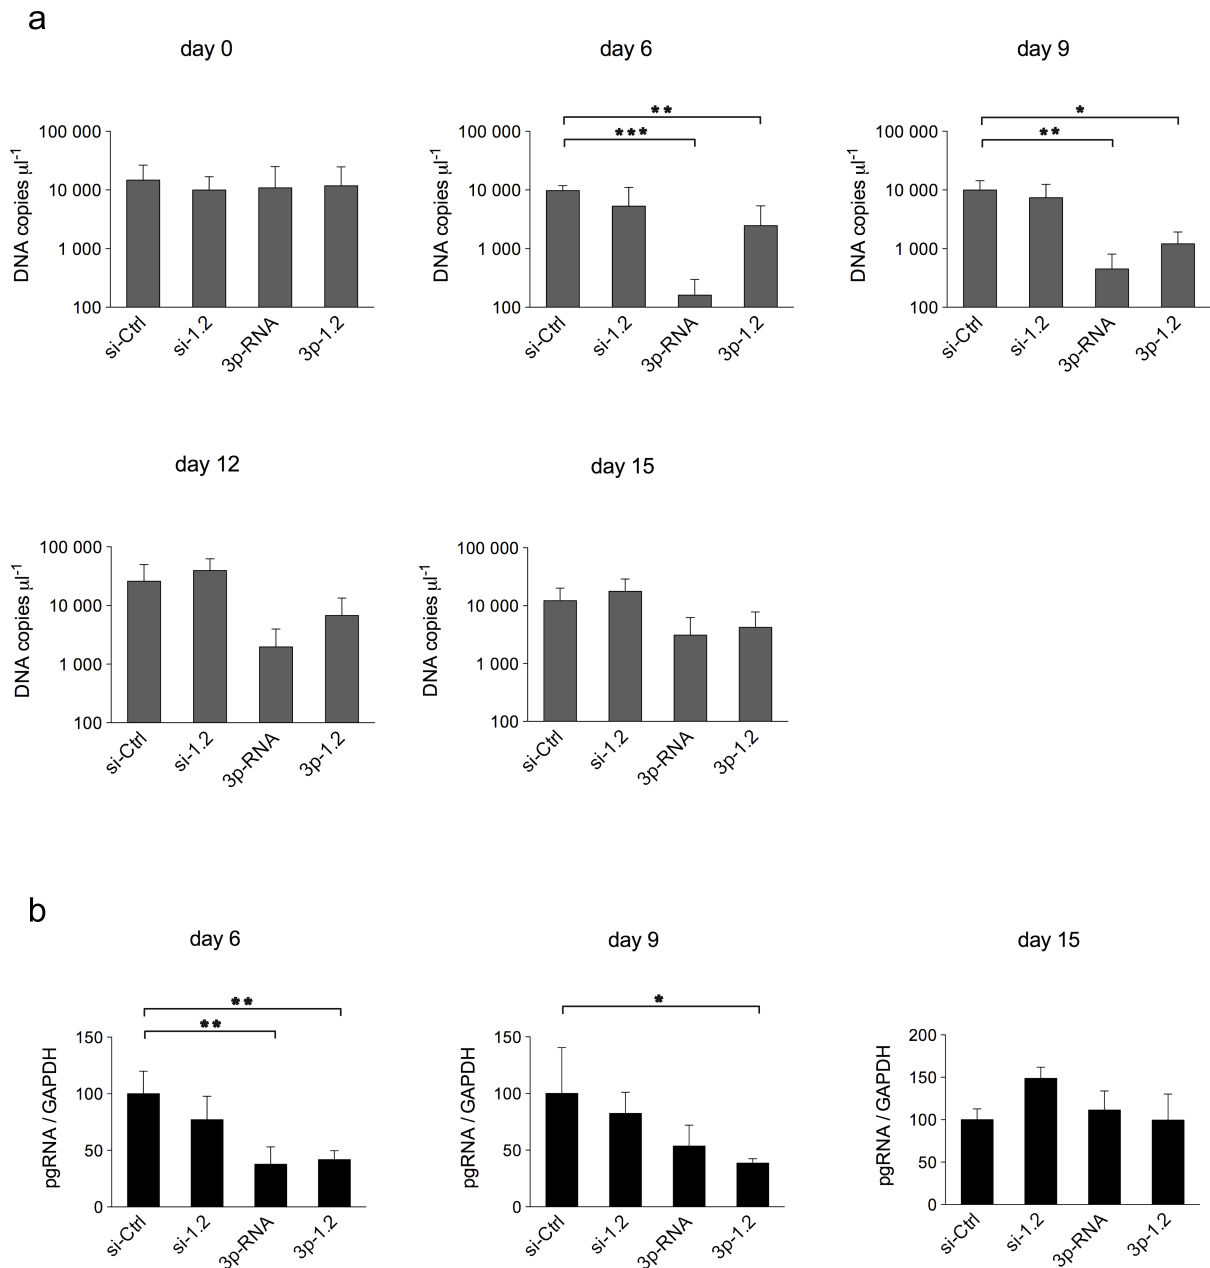 a
day 0
day 6
day 9
DNA copies µl-1
100 000
10 000
1 000
100
si-Ctrl
si-1.2
3p-RNA
3p-1.2
DNA copies µl-1
100 000
10 000
1 000
100
**
***
si-Ctrl
si-1.2
3p-RNA
3p-1.2
DNA copies µl-1
100 000
10 000
1 000
100
*
**
si-Ctrl
si-1.2
3p-RNA
3p-1.2
day 12
day 15
DNA copies µl-1
100 000
10 000
1 000
100
si-Ctrl
si-1.2
3p-RNA
3p-1.2
DNA copies µl-1
100 000
10 000
1 000
100
si-Ctrl
si-1.2
3p-RNA
3p-1.2
b
day 6
day 9
day 15
pgRNA / GAPDH
150
100
50
0
**
**
si-Ctrl
si-1.2
3p-RNA
3p-1.2
pgRNA / GAPDH
150
100
50
0
*
si-Ctrl
si-1.2
3p-RNA
3p-1.2
pgRNA / GAPDH
200
150
100
50
0
si-Ctrl
si-1.2
3p-RNA
3p-1.2